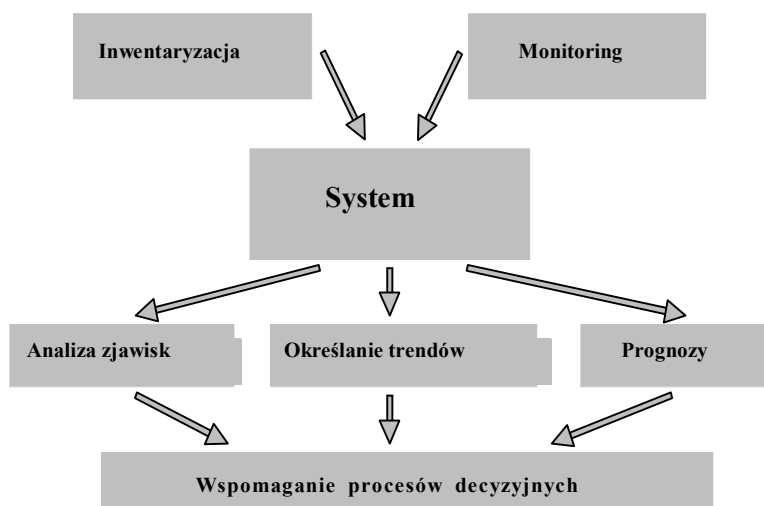 Inwentaryzacja
Monitoring
System
Analiza zjawisk
Określanie trendów
Prognozy
Wspomaganie procesów decyzyjnych